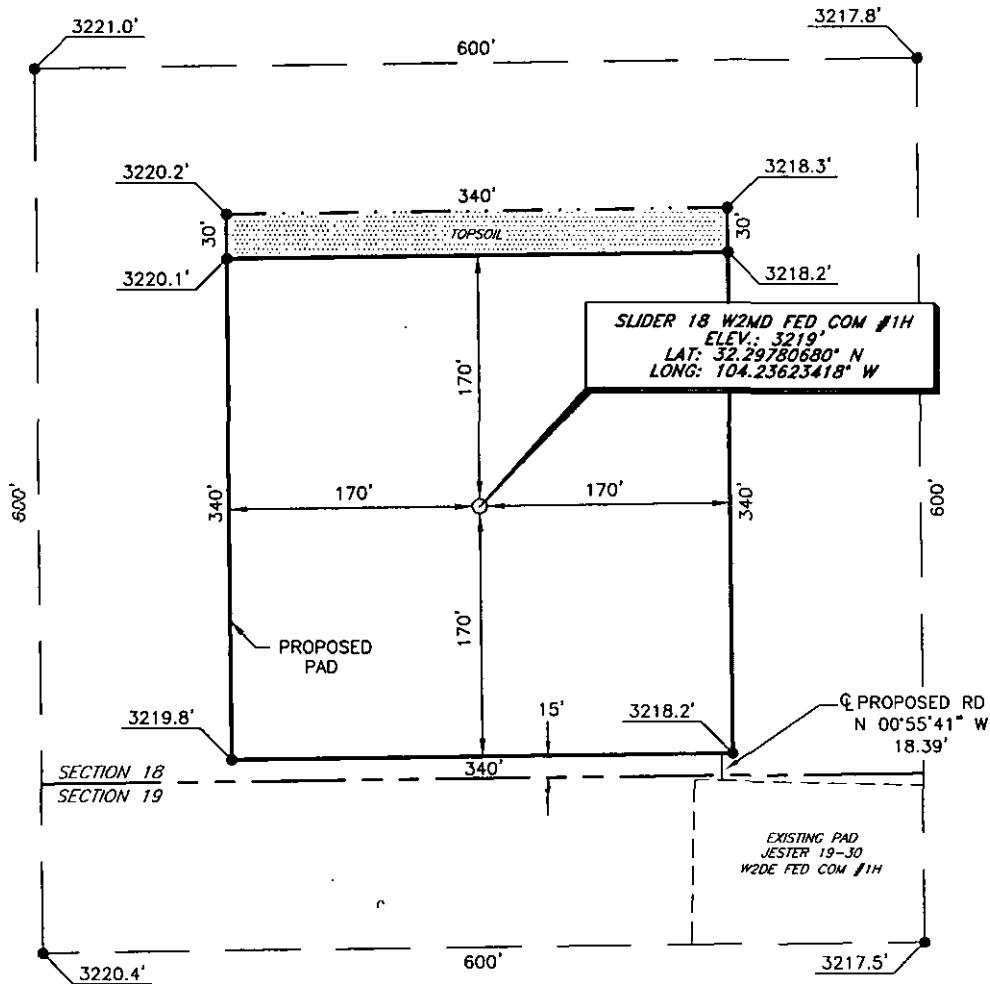 3221.0'
3217.8'
600'
3220.2'
3218.3'
340'
30'
TOPSOIL
30'
3220.1'
3218.2'
SLIDER 18 W2MD FED COM #1H
ELEV.: 3219'
LAT: 32.29780680° N
LONG: 104.23623418° W
170'
600'
340'
170'
170'
340'
600'
170'
PROPOSED
PAD
3219.8'
15'
3218.2'
℄ PROPOSED RD
N 00°55'41" W
18.39'
340'
SECTION 18
SECTION 19
EXISTING PAD
JESTER 19-30
W2DE FED COM #1H
3220.4'
600'
3217.5'